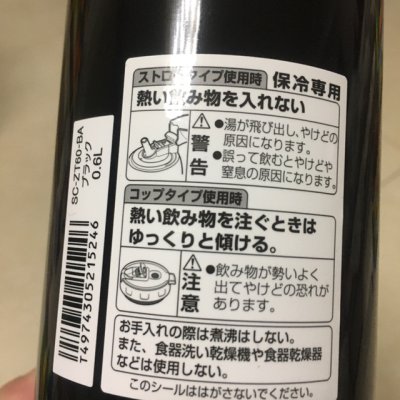 ストロータイプ使用時 保冷専用
熱い飲み物を入れない
警告
●湯が飛び出し、やけどの
原因になります。
●誤って飲むとやけどや
窒息の原因になります。
コップタイプ使用時
熱い飲み物を注ぐときは
ゆっくりと傾ける。
注意
●飲み物が勢いよく
出てやけどの恐れが
あります。
お手入れの際は煮沸はしない。
また、食器洗い乾燥機や食器乾燥器
などは使用しない。
このシールははがさないでください。
SC-ZT60-BA
ブラック
0.6L
T4974305215246